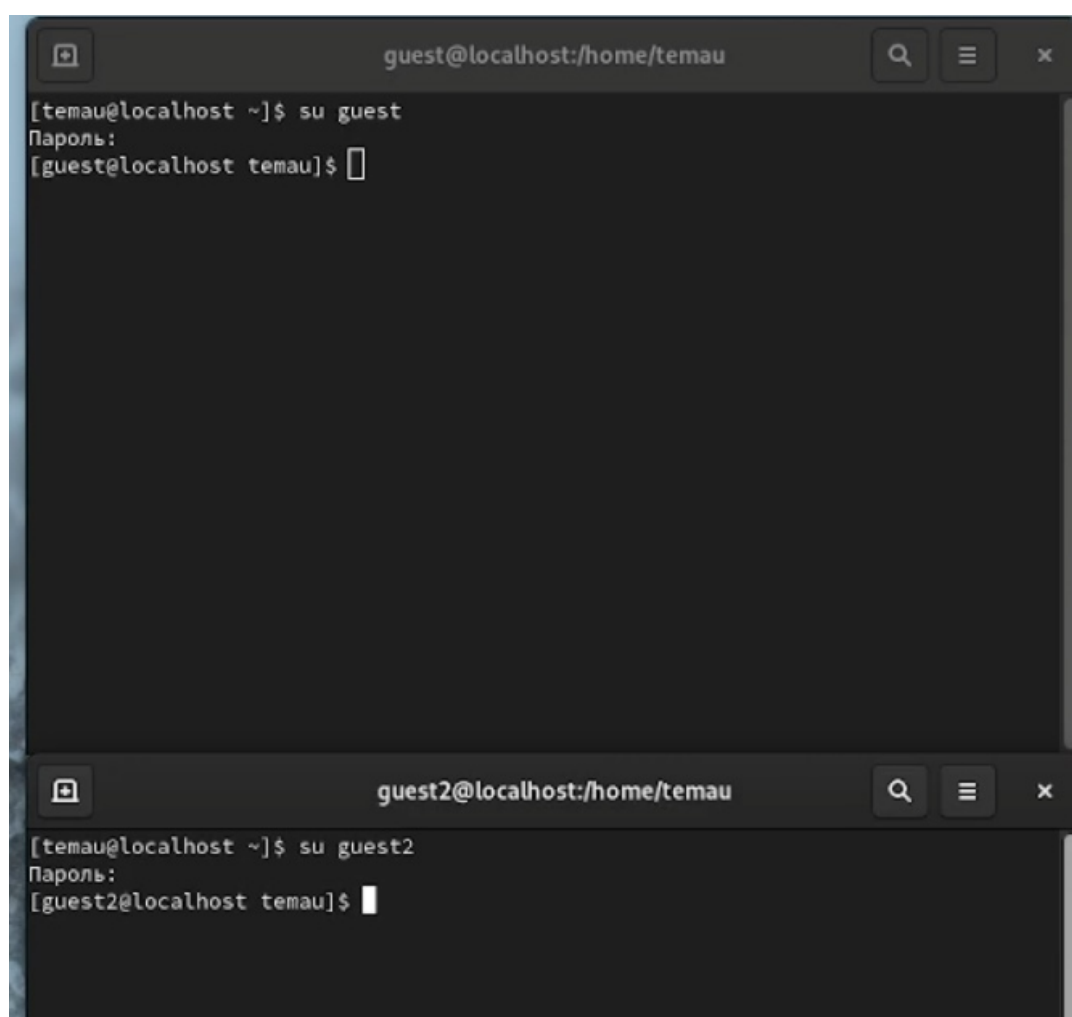 guest@localhost:/home/temau
[temau@localhost ~]$ su guest
Пароль:
[guest@localhost temau]$
guest2@localhost:/home/temau
[temau@localhost ~]$ su guest2
Пароль:
[guest2@localhost temau]$